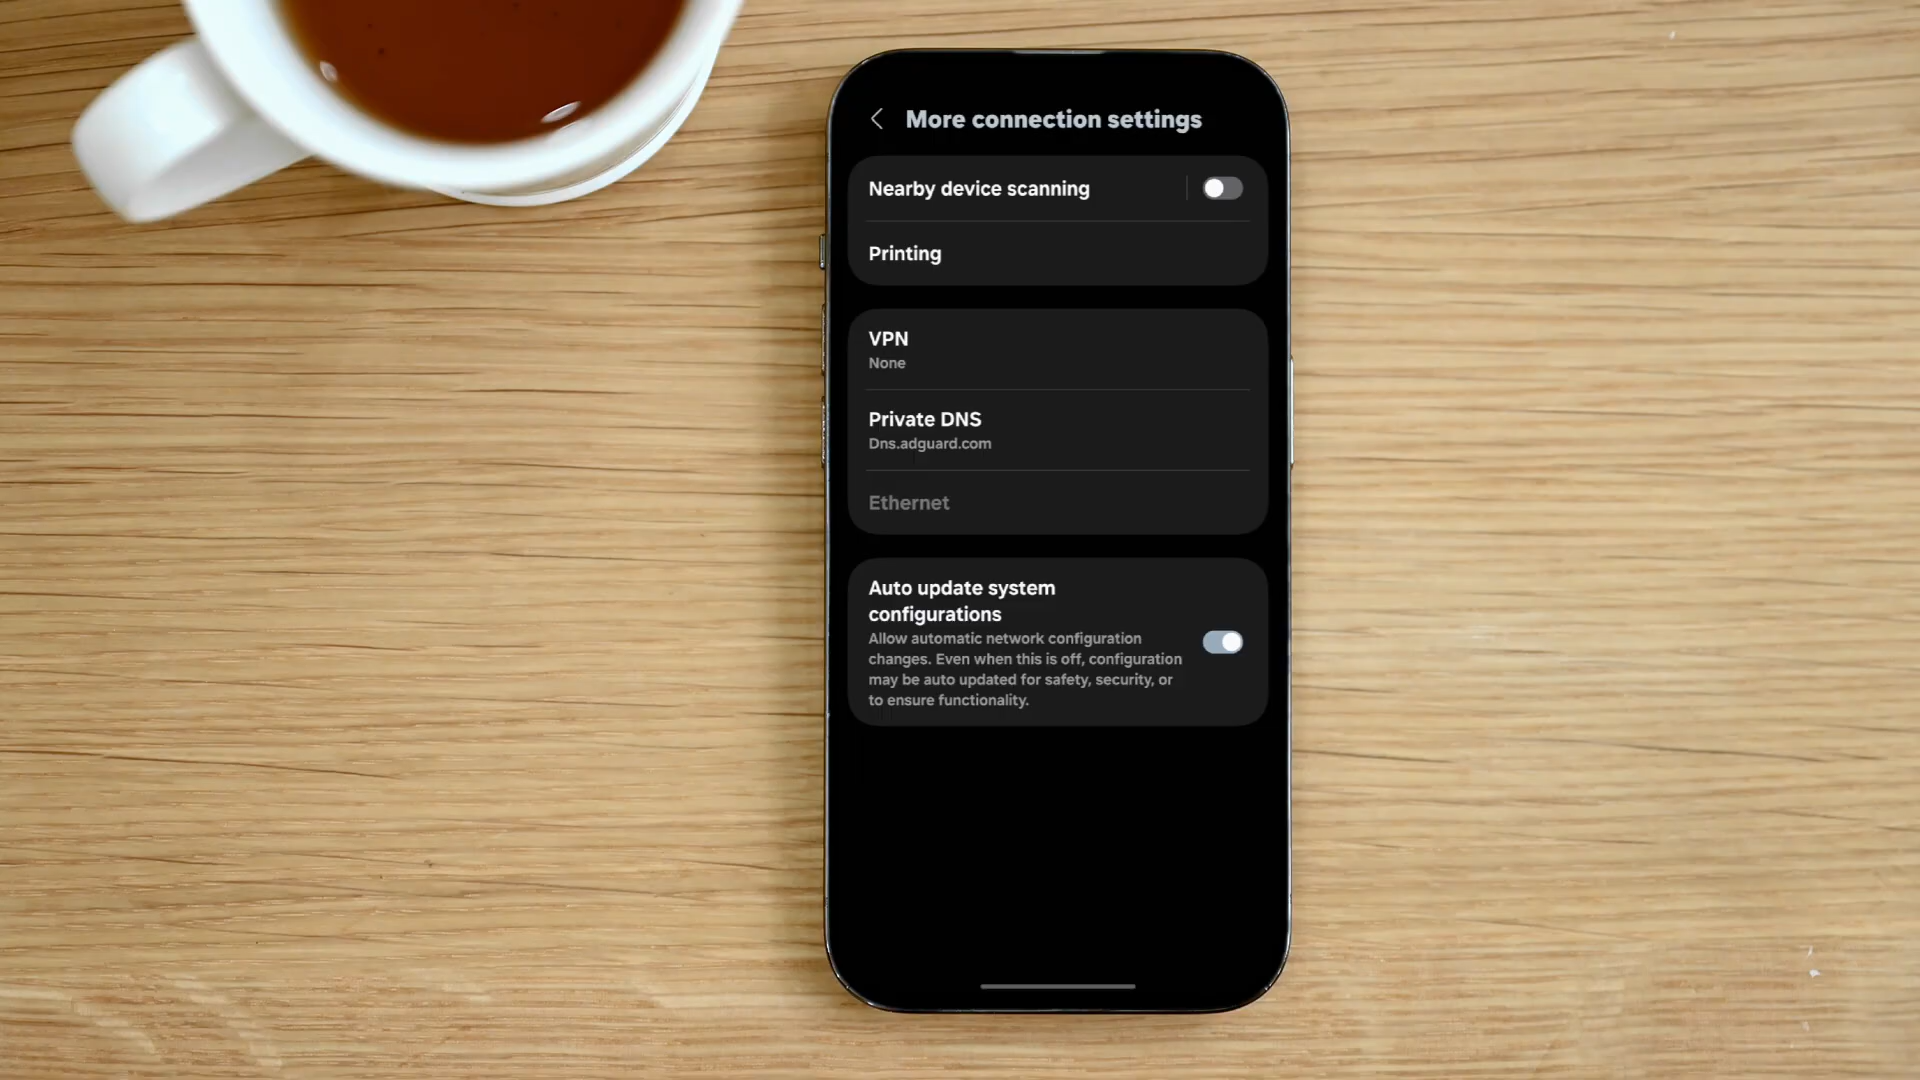 More connection settings
Nearby device scanning
Printing
VPN
None
Private DNS
Dns.adguard.com
Ethernet
Auto update system
configurations
Allow automatic network configuration
changes. Even when this is off, configuration
may be auto updated for safety, security, or
to ensure functionality.